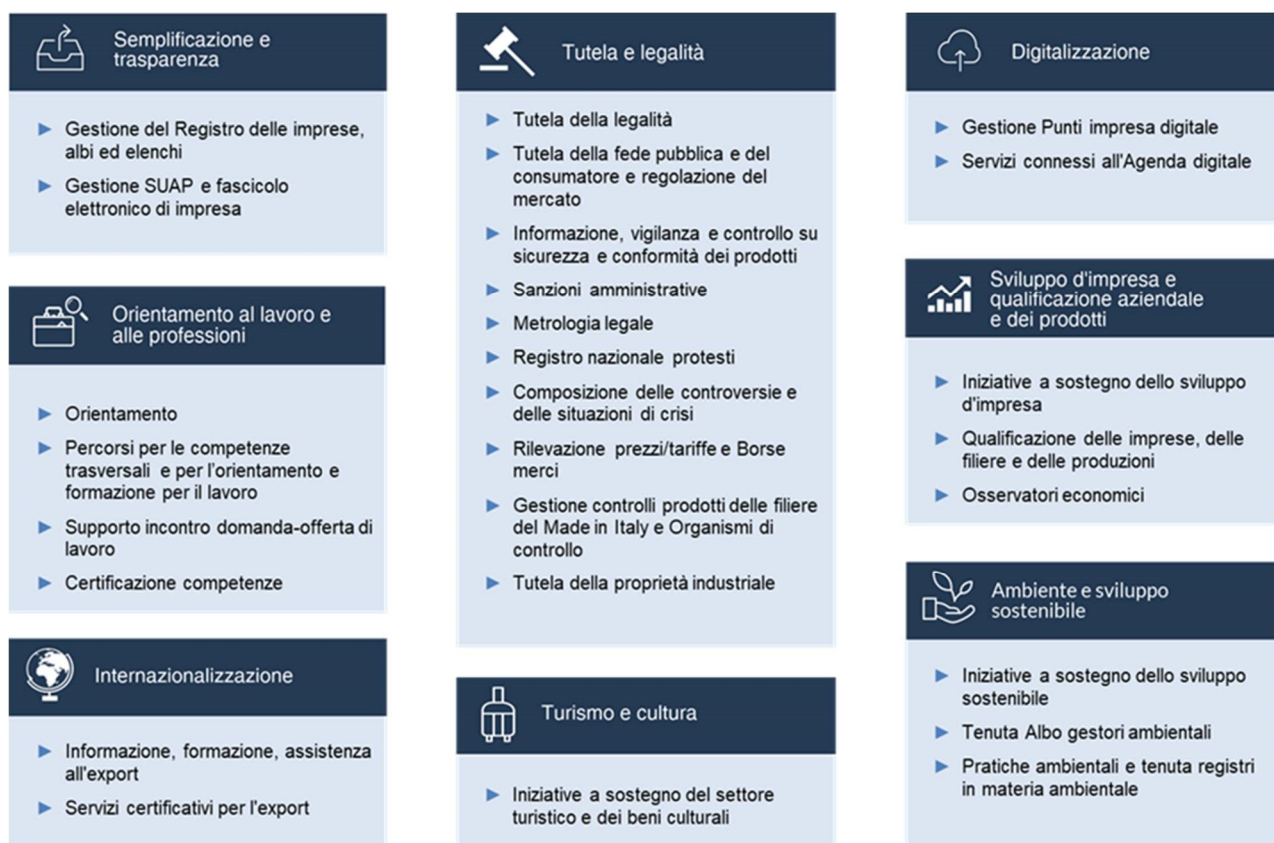 Semplificazione e
trasparenza
Gestione del Registro delle imprese,
albi ed elenchi
Gestione SUAP e fascicolo
elettronico di impresa
Orientamento al lavoro e
alle professioni
Orientamento
Percorsi per le competenze
trasversali e per l'orientamento e
formazione per il lavoro
Supporto incontro domanda-offerta di
lavoro
Certificazione competenze
Internazionalizzazione
Informazione, formazione, assistenza
all'export
Servizi certificativi per l'export
Tutela e legalità
Tutela della legalità
Tutela della fede pubblica e del
consumatore e regolazione del
mercato
Informazione, vigilanza e controllo su
sicurezza e conformità dei prodotti
Sanzioni amministrative
Metrologia legale
Registro nazionale protesti
Composizione delle controversie e
delle situazioni di crisi
Rilevazione prezzi/tariffe e Borse
merci
Gestione controlli prodotti delle filiere
del Made in Italy e Organismi di
controllo
Tutela della proprietà industriale
Turismo e cultura
Iniziative a sostegno del settore
turistico e dei beni culturali
Digitalizzazione
Gestione Punti impresa digitale
Servizi connessi all'Agenda digitale
Sviluppo d'impresa e
qualificazione aziendale
e dei prodotti
Iniziative a sostegno dello sviluppo
d'impresa
Qualificazione delle imprese, delle
filiere e delle produzioni
Osservatori economici
Ambiente e sviluppo
sostenibile
Iniziative a sostegno dello sviluppo
sostenibile
Tenuta Albo gestori ambientali
Pratiche ambientali e tenuta registri
in materia ambientale